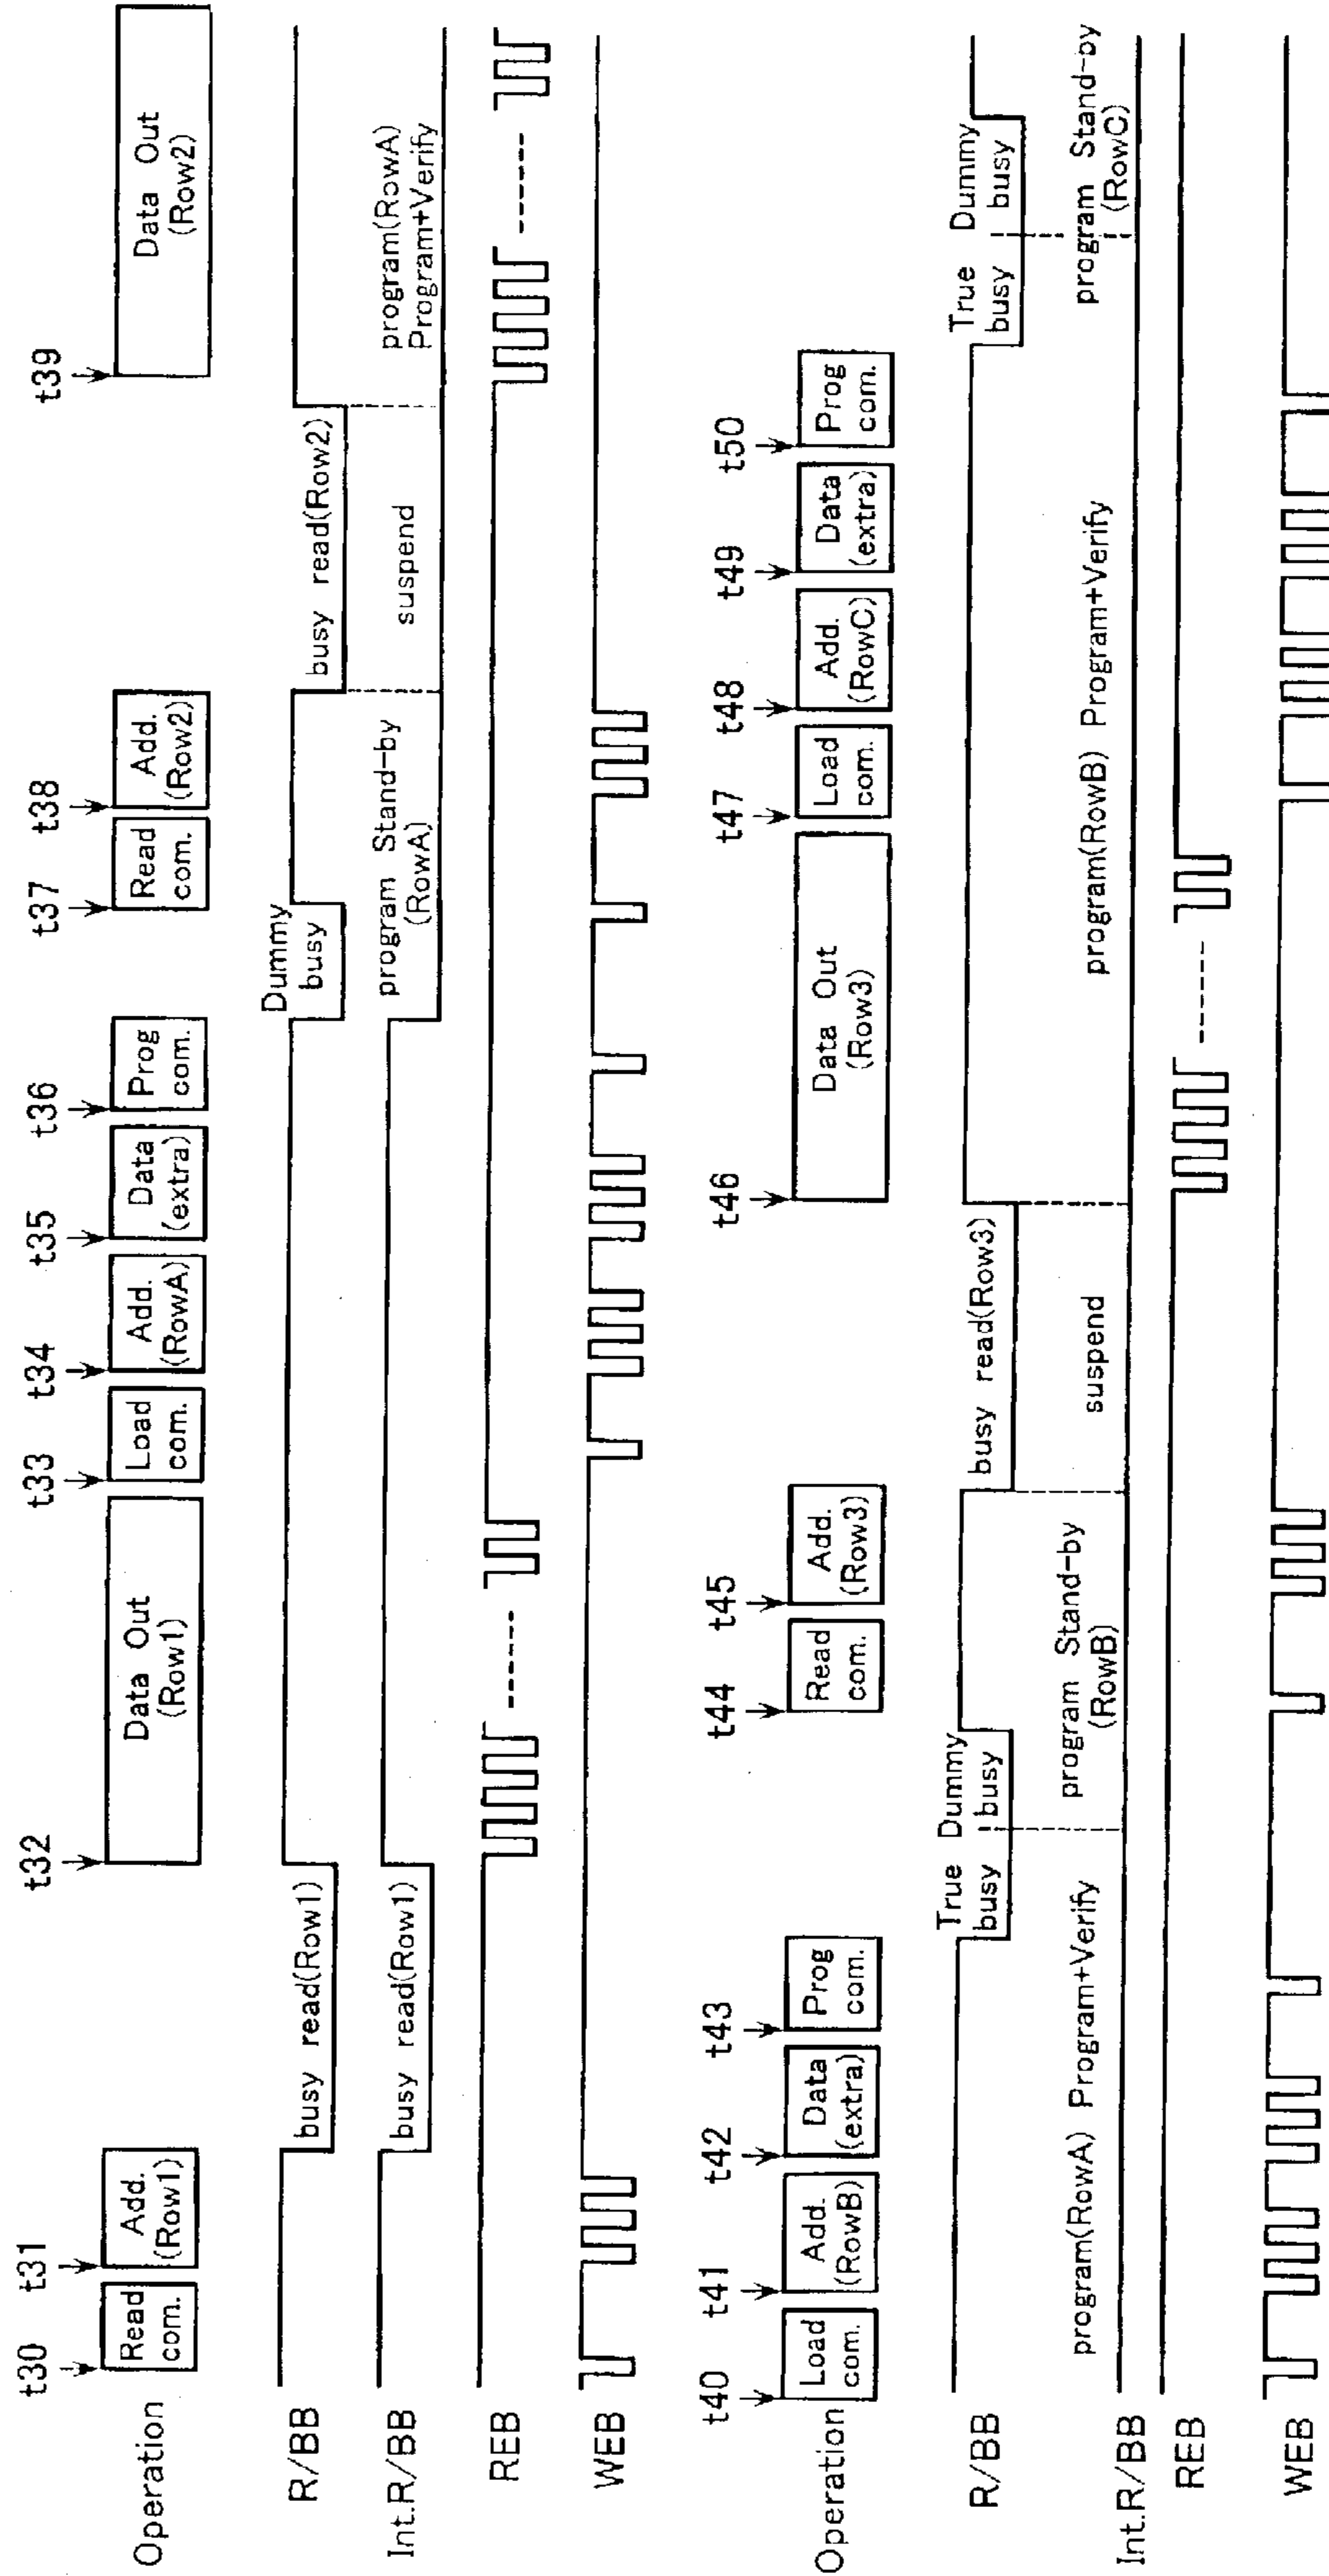 t30
t31
t32
t33
t34
t35
t36
t37
t38
t39
Operation
Read
com.
Add.
(Row1)
Data Out
(Row1)
Load
com.
Add.
(RowA)
Data
(extra)
Prog
com.
Read
com.
Add.
(Row2)
Data Out
(Row2)
R/BB
busy read(Row1)
Dummy
busy
busy read(Row2)
Int.R/BB
busy read(Row1)
program Stand-by
(RowA)
suspend
program(RowA)
Program+Verify
REB
WEB
t40
t41
t42
t43
t44
t45
t46
t47
t48
t49
t50
Operation
Load
com.
Add.
(RowB)
Data
(extra)
Prog
com.
Read
com.
Add.
(Row3)
Data Out
(Row3)
Load
com.
Add.
(RowC)
Data
(extra)
Prog
com.
R/BB
True Dummy
busy busy
busy read(Row3)
True Dummy
busy busy
Int.R/BB
program(RowA) Program+Verify
program Stand-by
(RowB)
suspend
program(RowB) Program+Verify
program Stand-by
(RowC)
REB
WEB